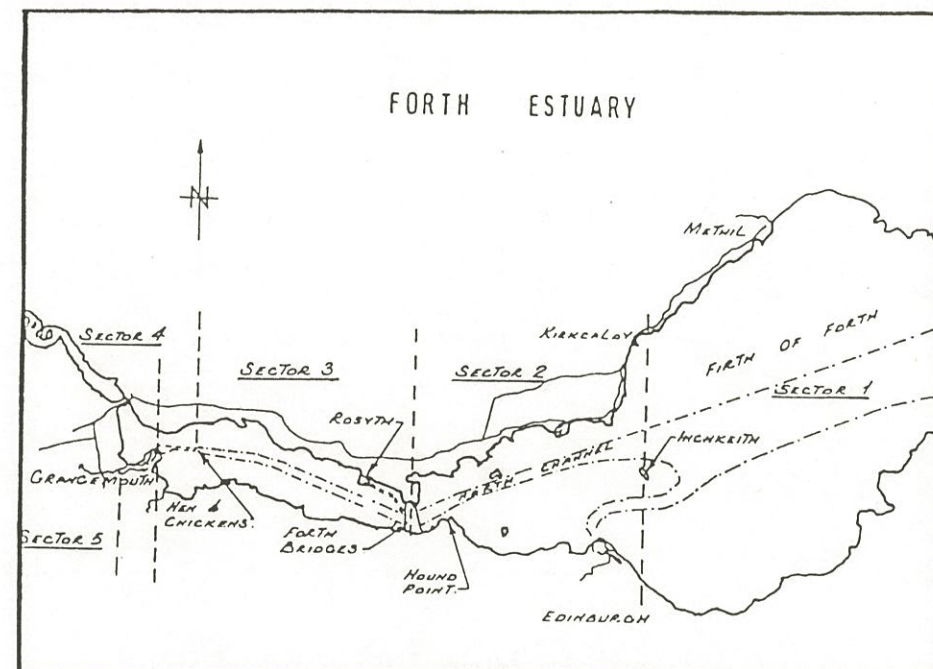 FORTH ESTUARY
N
METHIL
SECTOR 4
KIRKCALDY
FIRTH OF FORTH
SECTOR 3
SECTOR 2
SECTOR 1
ROSYTH
INCHKEITH
NORTH CHANNEL
GRANGEMOUTH
HEN &
CHICKENS.
FORTH
BRIDGES
SECTOR 5
HOUND
POINT.
EDINBURGH